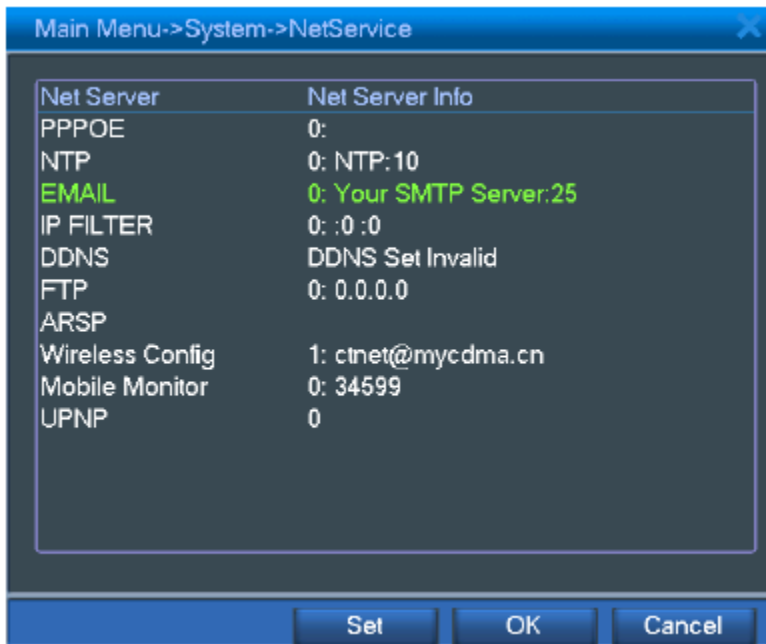 Main Menu->System->NetService
Net Server Net Server Info
PPPOE 0:
NTP 0: NTP:10
EMAIL 0: Your SMTP Server:25
IP FILTER 0: :0 :0
DDNS DDNS Set Invalid
FTP 0: 0.0.0.0
ARSP
Wireless Config 1: ctnet@mycdma.cn
Mobile Monitor 0: 34599
UPNP 0
Set OK Cancel